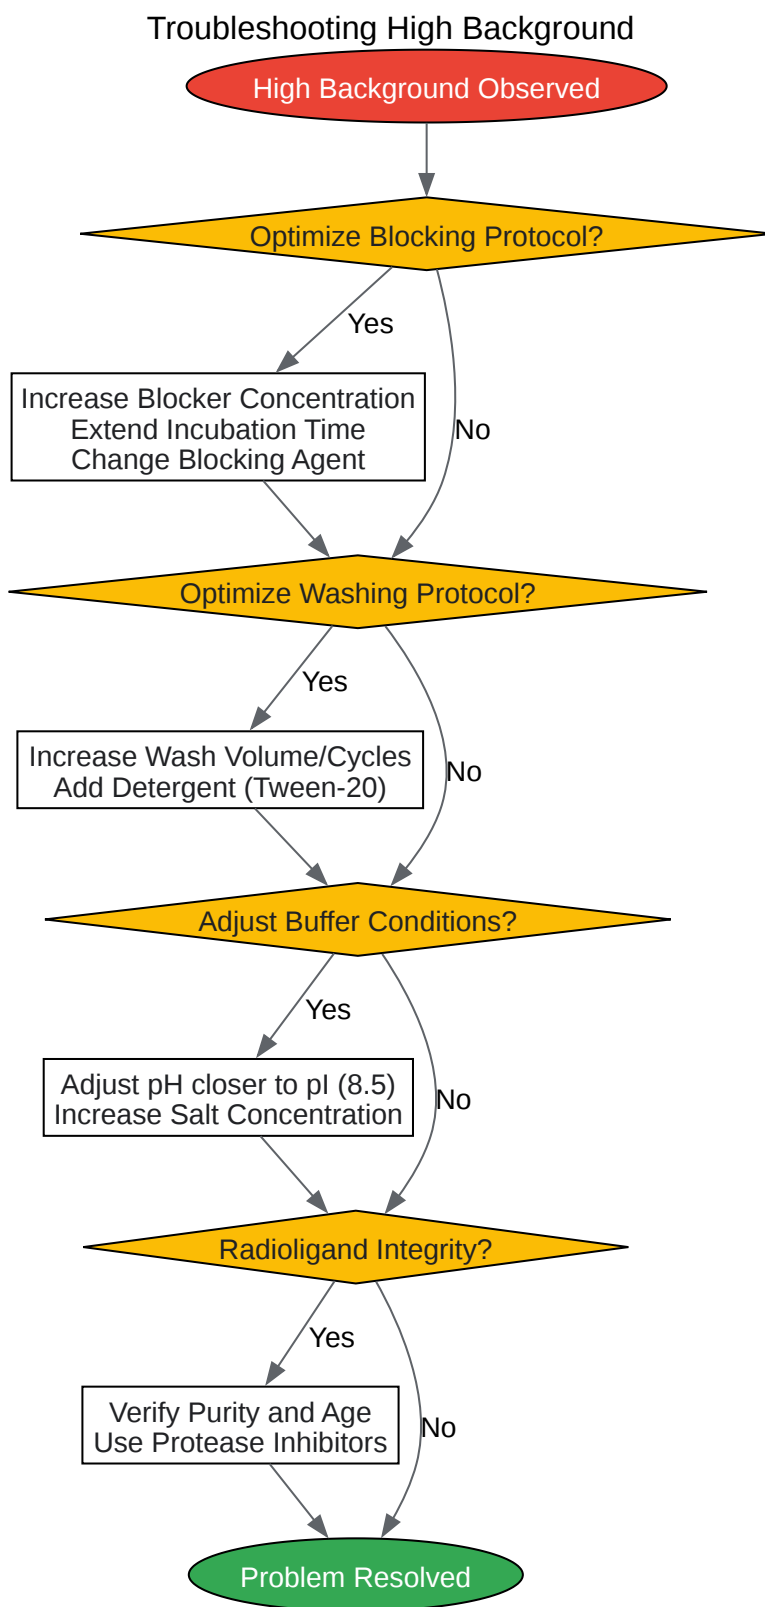 Troubleshooting High Background
High Background Observed
Optimize Blocking Protocol?
Yes
Increase Blocker Concentration
Extend Incubation Time
Change Blocking Agent
No
Optimize Washing Protocol?
Yes
Increase Wash Volume/Cycles
Add Detergent (Tween-20)
No
Adjust Buffer Conditions?
Yes
Adjust pH closer to pI (8.5)
Increase Salt Concentration
No
Radioligand Integrity?
Yes
Verify Purity and Age
Use Protease Inhibitors
No
Problem Resolved